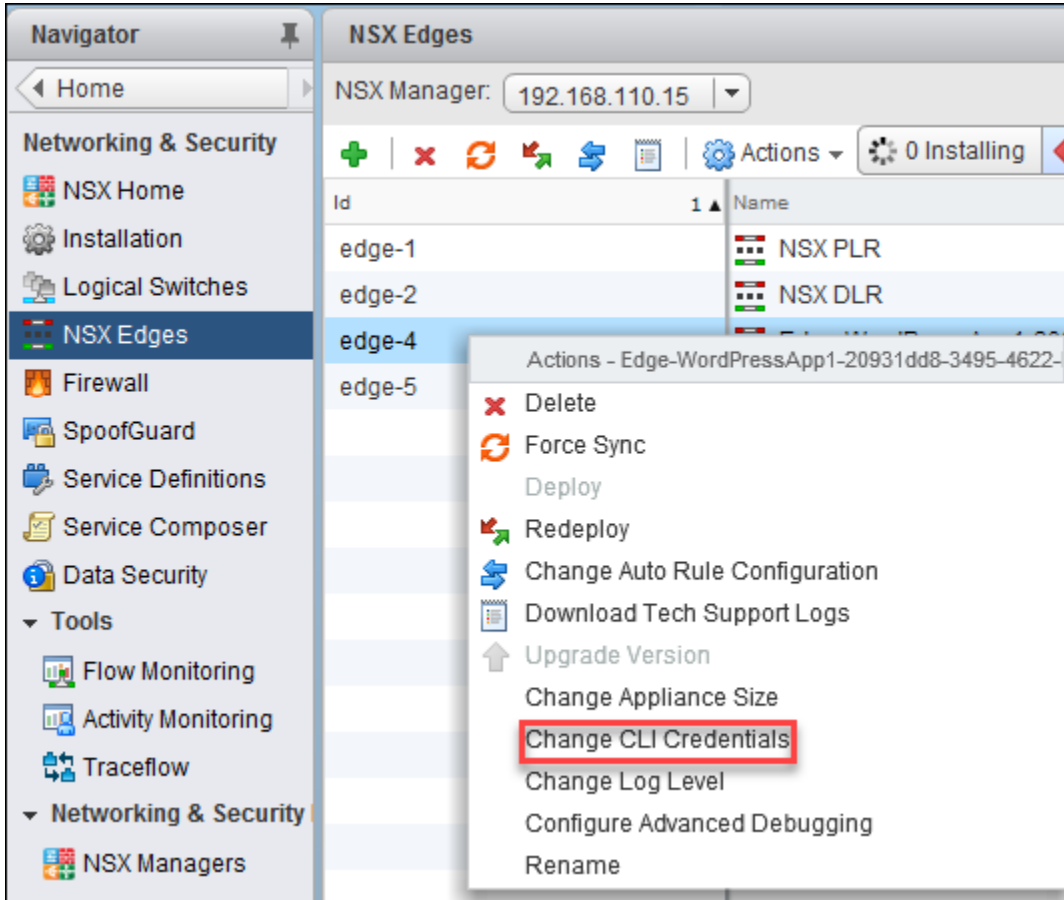 Navigator
Home
Networking & Security
NSX Home
Installation
Logical Switches
NSX Edges
Firewall
SpoofGuard
Service Definitions
Service Composer
Data Security
Tools
Flow Monitoring
Activity Monitoring
Traceflow
Networking & Security
NSX Managers
NSX Edges
NSX Manager: 192.168.110.15
Actions 0 Installing
Id 1 Name
edge-1 NSX PLR
edge-2 NSX DLR
edge-4
edge-5
Actions - Edge-WordPressApp1-20931dd8-3495-4622-
Delete
Force Sync
Deploy
Redeploy
Change Auto Rule Configuration
Download Tech Support Logs
Upgrade Version
Change Appliance Size
Change CLI Credentials
Change Log Level
Configure Advanced Debugging
Rename